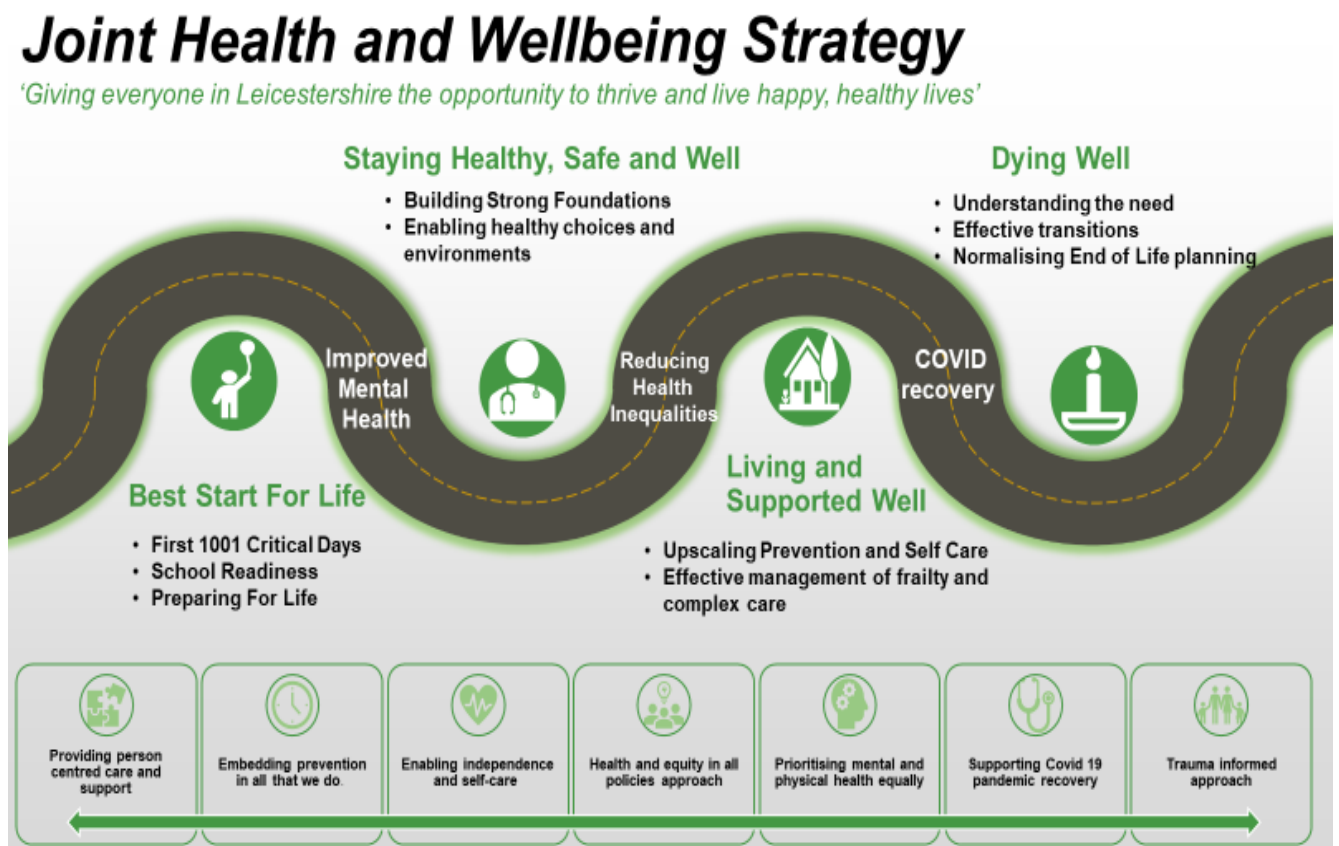 Joint Health and Wellbeing Strategy
‘Giving everyone in Leicestershire the opportunity to thrive and live happy, healthy lives’
Staying Healthy, Safe and Well
• Building Strong Foundations
• Enabling healthy choices and
environments
Dying Well
• Understanding the need
• Effective transitions
• Normalising End of Life planning
Improved
Mental
Health
Reducing
Health
Inequalities
COVID
recovery
Best Start For Life
• First 1001 Critical Days
• School Readiness
• Preparing For Life
Living and
Supported Well
• Upscaling Prevention and Self Care
• Effective management of frailty and
complex care
Providing person
centred care and
support
Embedding prevention
in all that we do.
Enabling independence
and self-care
Health and equity in all
policies approach
Prioritising mental and
physical health equally
Supporting Covid 19
pandemic recovery
Trauma informed
approach